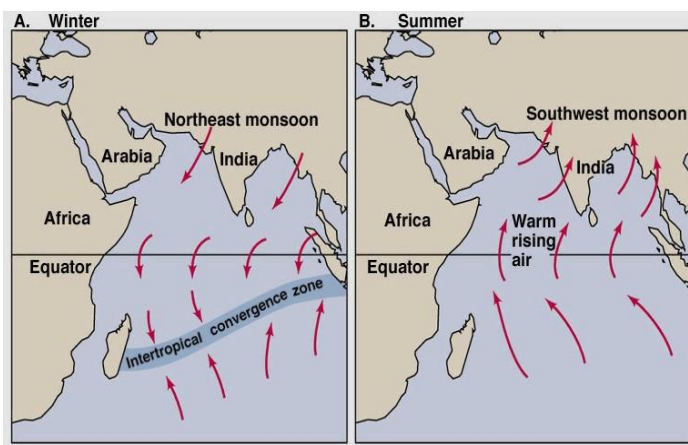 A. Winter
Northeast monsoon
Arabia
India
Africa
Equator
Intertropical convergence zone
B. Summer
Southwest monsoon
Arabia
India
Africa
Warm
rising
air
Equator